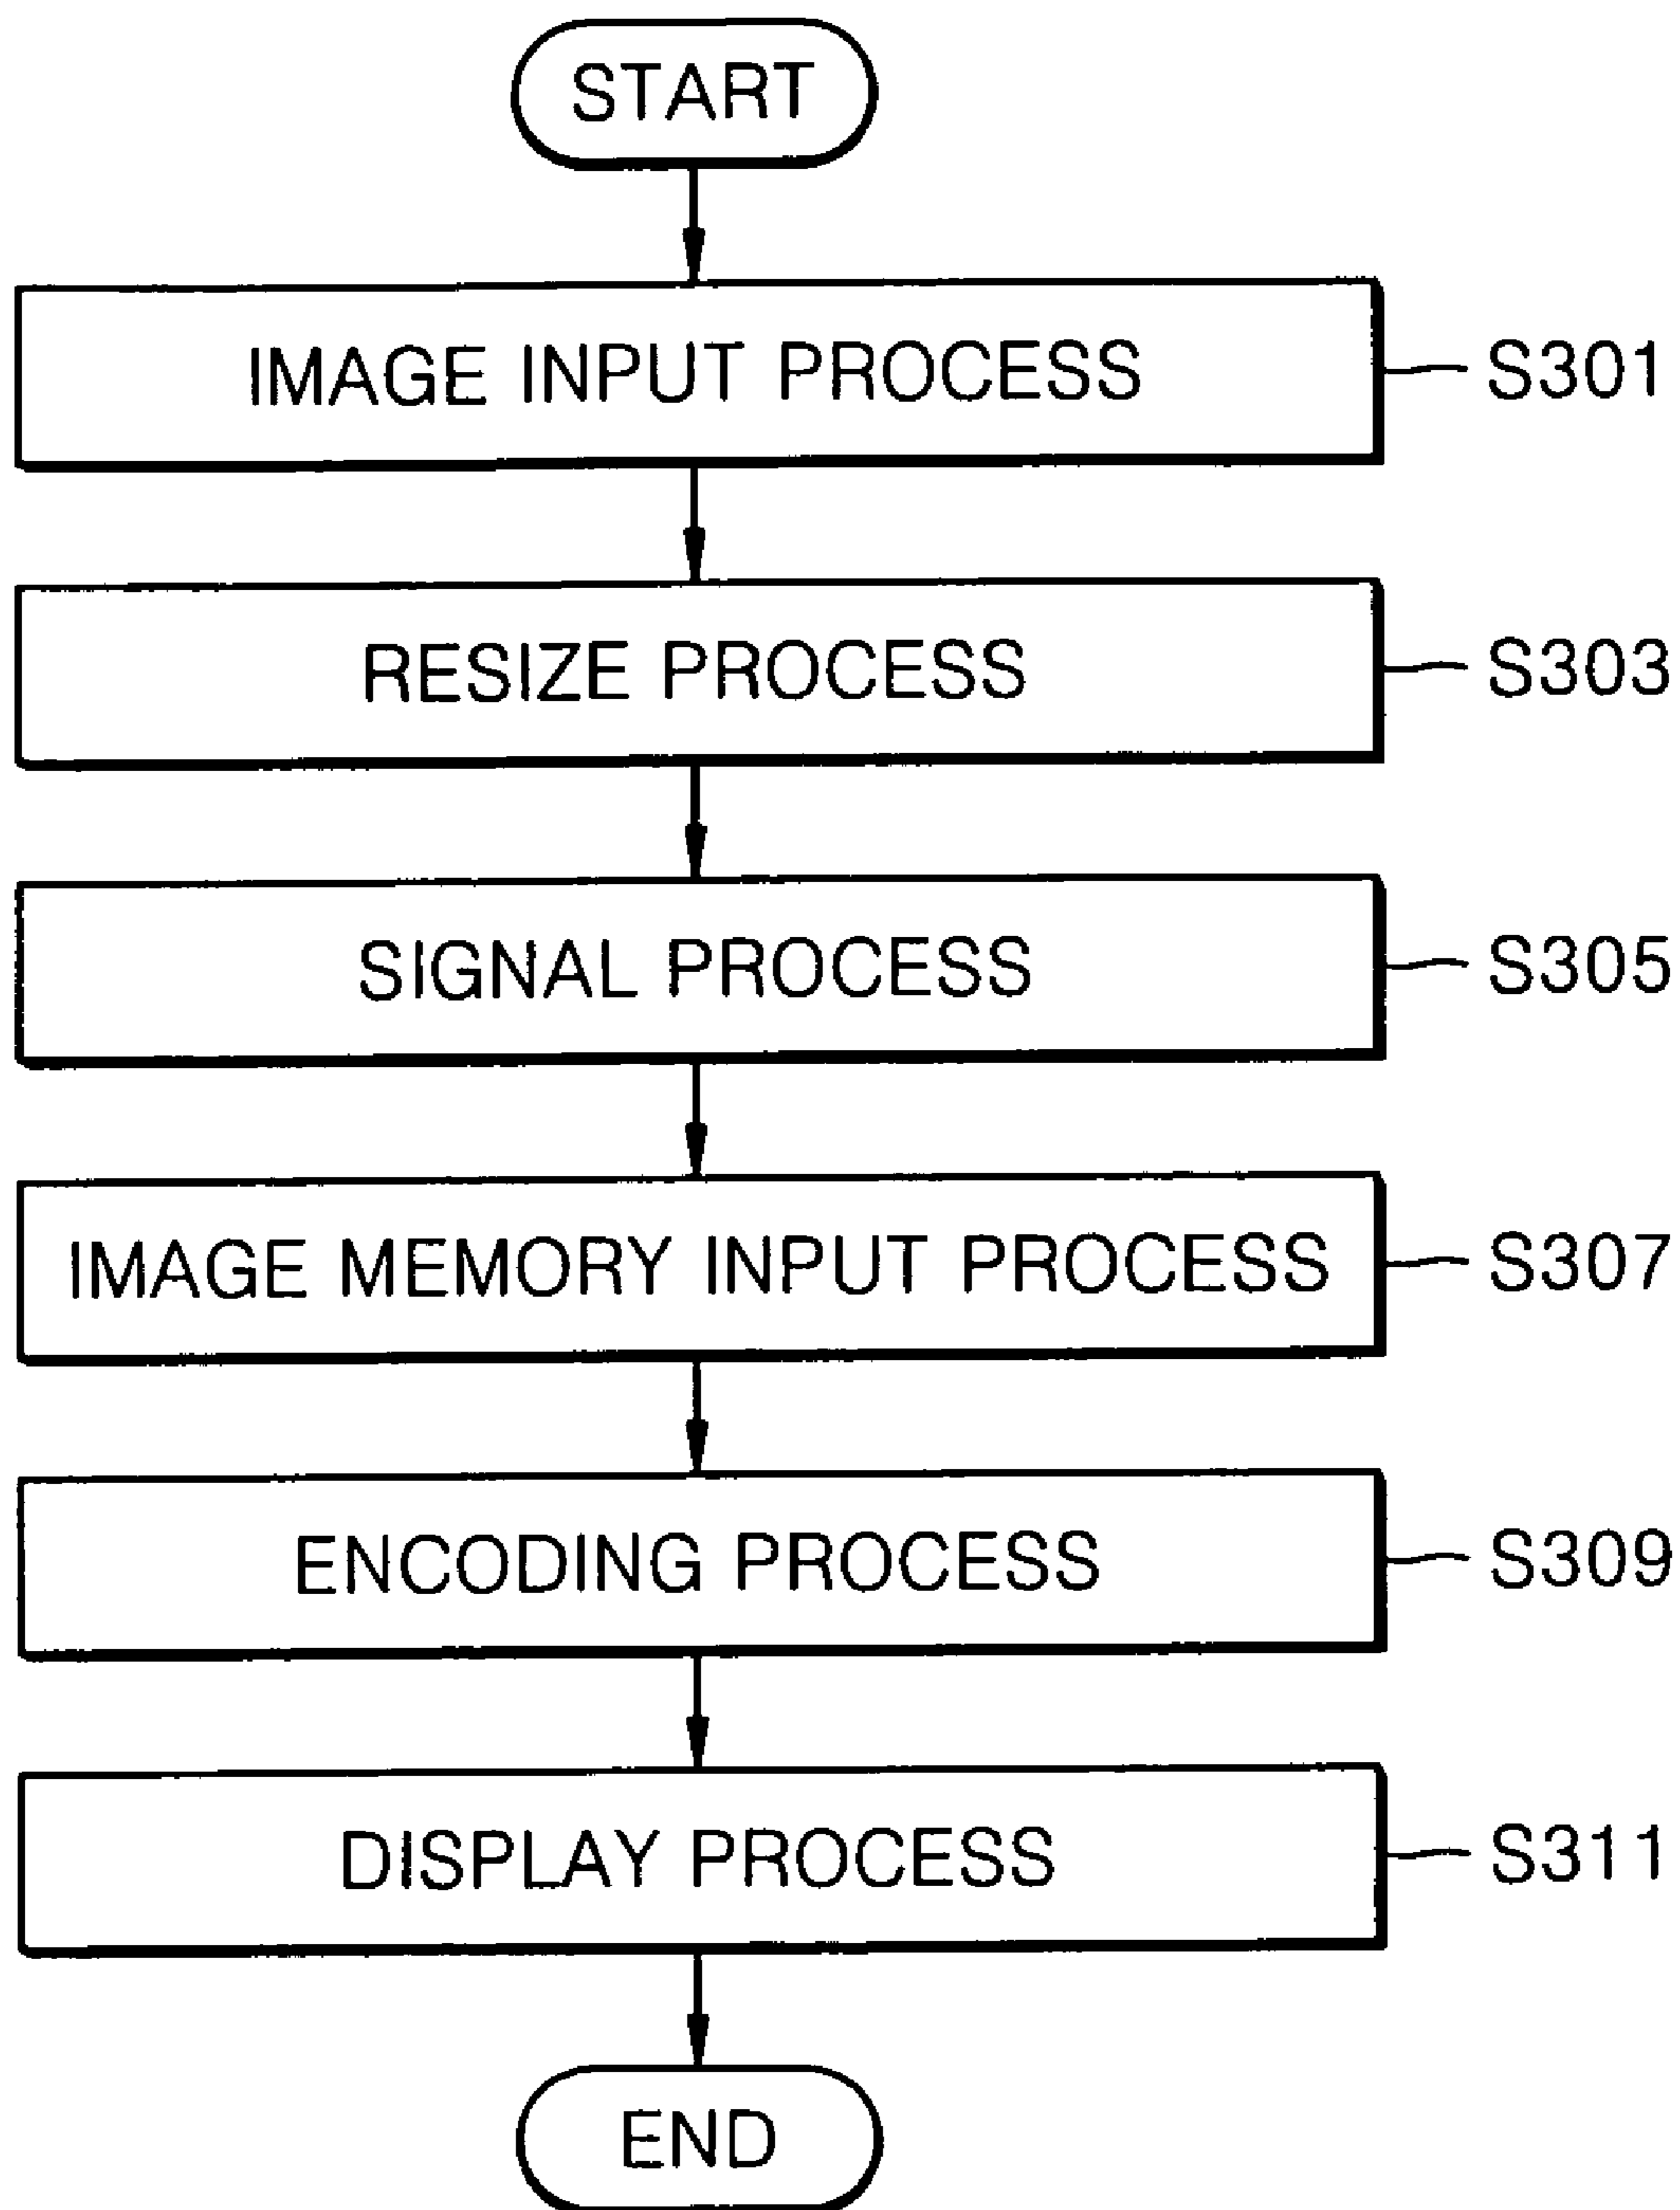 START
IMAGE INPUT PROCESS S301
RESIZE PROCESS S303
SIGNAL PROCESS S305
IMAGE MEMORY INPUT PROCESS S307
ENCODING PROCESS S309
DISPLAY PROCESS S311
END